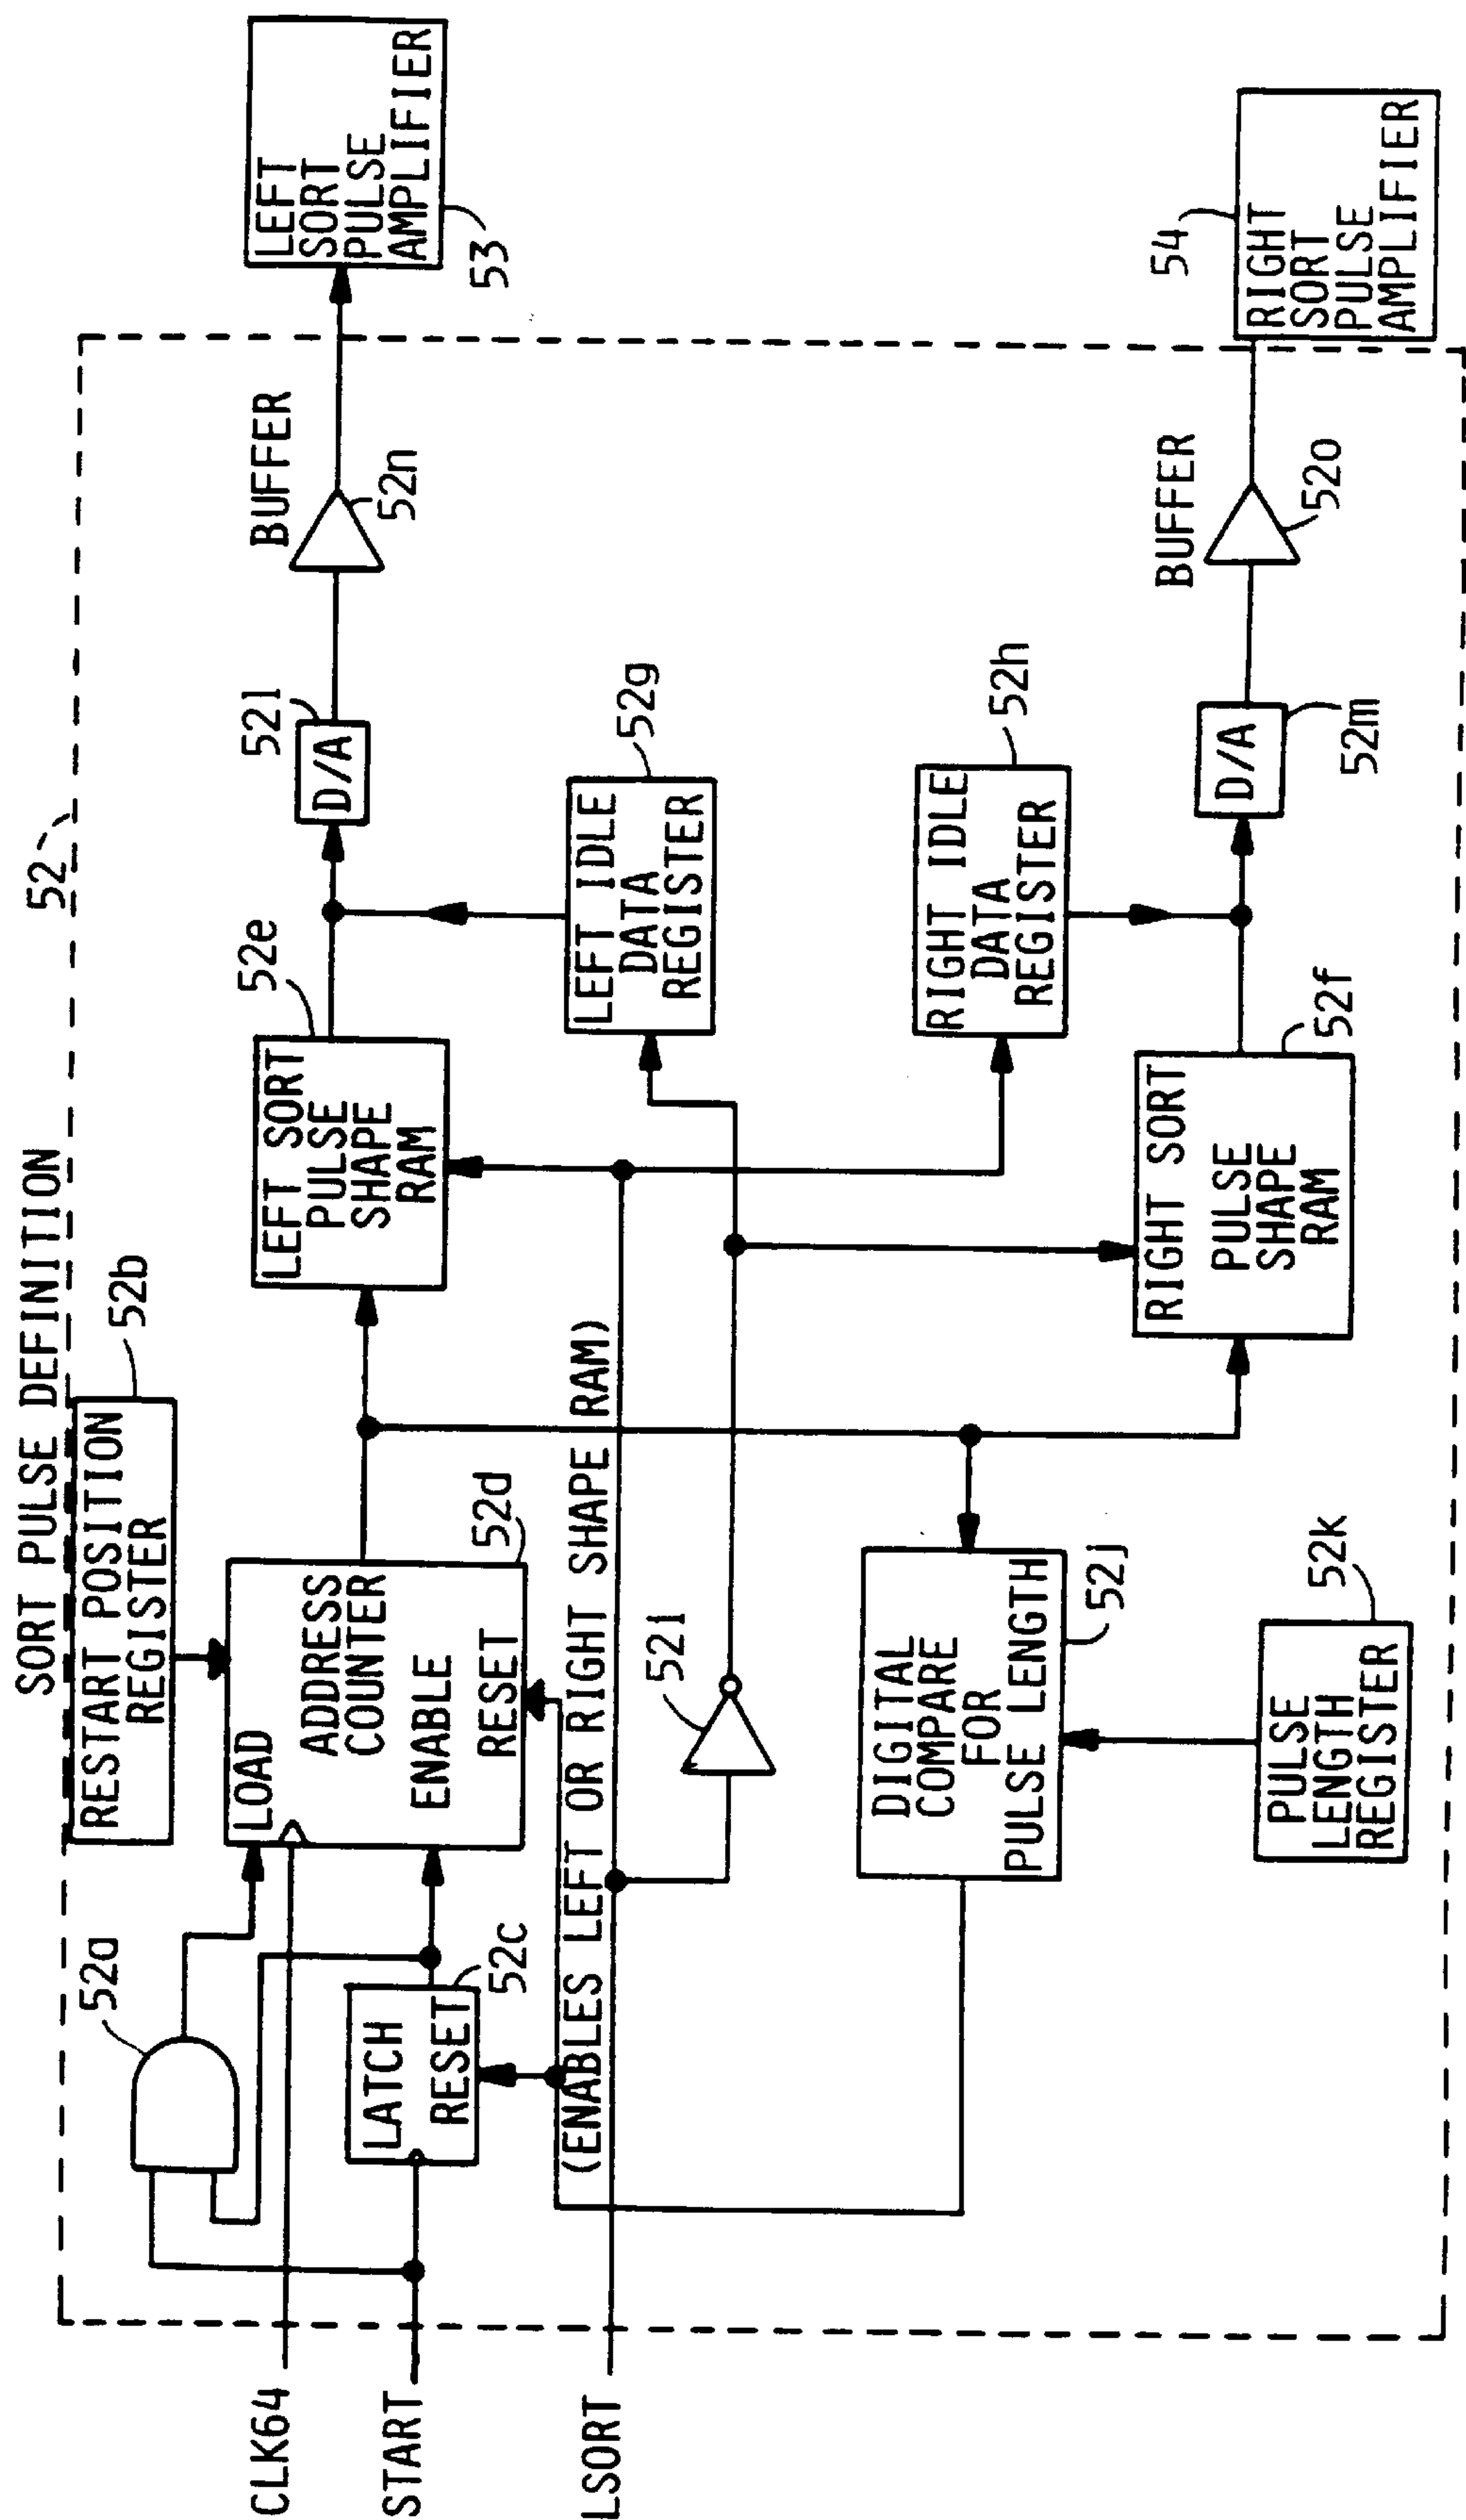 SORT PULSE DEFINITION
52
RESTART POSITION
REGISTER
52b
52a
CLK64
START
LSORT
LOAD
ADDRESS
COUNTER
ENABLE
RESET
52d
LATCH
RESET
52c
(ENABLES LEFT OR RIGHT SHAPE RAM)
52i
DIGITAL
COMPARE
FOR
PULSE LENGTH
52j
PULSE
LENGTH
REGISTER
52k
LEFT SORT
PULSE
SHAPE
RAM
52e
D/A
52l
BUFFER
52n
LEFT
SORT
PULSE
AMPLIFIER
53
LEFT IDLE
DATA
REGISTER
52g
RIGHT IDLE
DATA
REGISTER
52h
RIGHT SORT
PULSE
SHAPE
RAM
52f
D/A
52m
BUFFER
52o
RIGHT
SORT
PULSE
AMPLIFIER
54